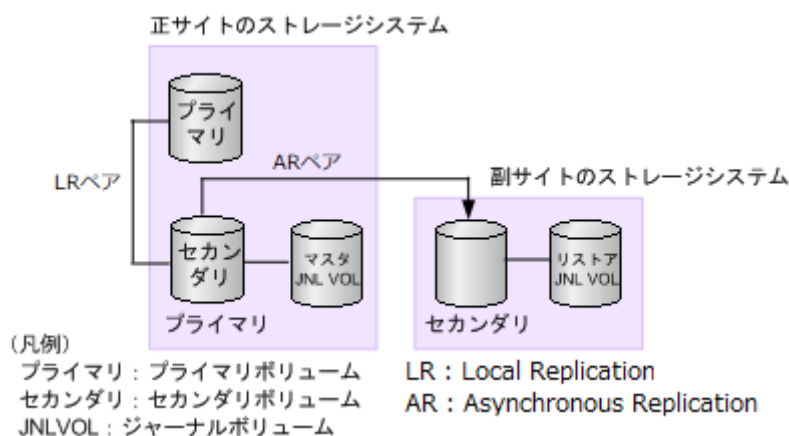 正サイトのストレージシステム
プライ
マリ
ARペア
LRペア
副サイトのストレージシステム
セカン
ダリ
マスタ
JNL VOL
リストア
JNL VOL
プライマリ
セカンダリ
(凡例)
プライマリ：プライマリボリューム
セカンダリ：セカンダリボリューム
JNLVOL：ジャーナルボリューム
LR : Local Replication
AR : Asynchronous Replication